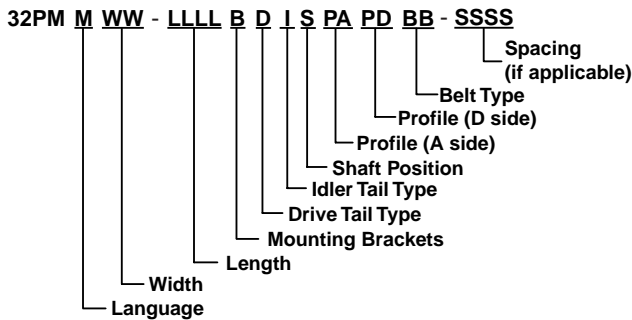 32PM M WW - LLLL B D I S PA PD BB - SSSS
Spacing
(if applicable)
Belt Type
Profile (D side)
Profile (A side)
Shaft Position
Idler Tail Type
Drive Tail Type
Mounting Brackets
Length
Width
Language